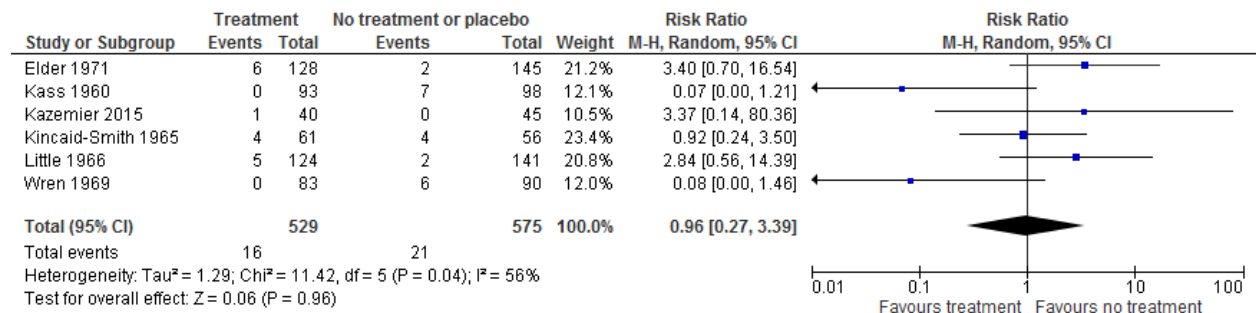 Treatment No treatment or placebo Risk Ratio Risk Ratio
Study or Subgroup Events Total Events Total Weight M-H, Random, 95% CI M-H, Random, 95% CI
Elder 1971 6 128 2 145 21.2% 3.40 [0.70, 16.54]
Kass 1960 0 93 7 98 12.1% 0.07 [0.00, 1.21]
Kazemier 2015 1 40 0 45 10.5% 3.37 [0.14, 80.36]
Kincaid-Smith 1965 4 61 4 56 23.4% 0.92 [0.24, 3.50]
Little 1966 5 124 2 141 20.8% 2.84 [0.56, 14.39]
Wren 1969 0 83 6 90 12.0% 0.08 [0.00, 1.46]
Total (95% CI) 529 575 100.0% 0.96 [0.27, 3.39]
Total events 16 21
Heterogeneity: Tau² = 1.29; Chi² = 11.42, df = 5 (P = 0.04); I² = 56%
Test for overall effect: Z = 0.06 (P = 0.96)
0.01 0.1 1 10 100
Favours treatment Favours no treatment